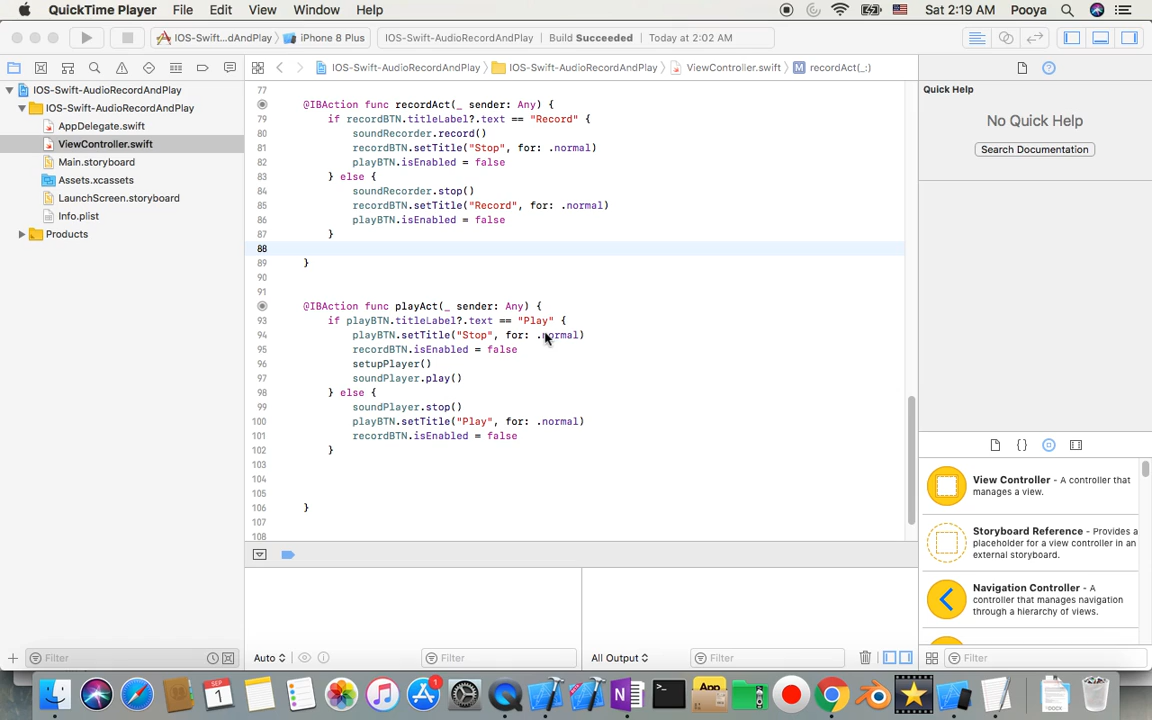 QuickTime Player File Edit View Window Help Sat 2:19 AM Pooya
IOS-Swift...dAndPlay iPhone 8 Plus IOS-Swift-AudioRecordAndPlay Build Succeeded Today at 2:02 AM
IOS-Swift-AudioRecordAndPlay IOS-Swift-AudioRecordAndPlay ViewController.swift M recordAct(_:)
IOS-Swift-AudioRecordAndPlay
IOS-Swift-AudioRecordAndPlay
AppDelegate.swift
ViewController.swift
Main.storyboard
Assets.xcassets
LaunchScreen.storyboard
Info.plist
Products
77
@IBAction func recordAct(_ sender: Any) {
79 if recordBTN.titleLabel?.text == "Record" {
80 soundRecorder.record()
81 recordBTN.setTitle("Stop", for: .normal)
82 playBTN.isEnabled = false
83 } else {
84 soundRecorder.stop()
85 recordBTN.setTitle("Record", for: .normal)
86 playBTN.isEnabled = false
87 }
88
89 }
90
91
@IBAction func playAct(_ sender: Any) {
93 if playBTN.titleLabel?.text == "Play" {
94 playBTN.setTitle("Stop", for: .normal)
95 recordBTN.isEnabled = false
96 setupPlayer()
97 soundPlayer.play()
98 } else {
99 soundPlayer.stop()
100 playBTN.setTitle("Play", for: .normal)
101 recordBTN.isEnabled = false
102 }
103
104
105
106 }
107
108
Quick Help
No Quick Help
Search Documentation
View Controller - A controller that
manages a view.
Storyboard Reference - Provides a
placeholder for a view controller in an
external storyboard.
Navigation Controller - A
controller that manages navigation
through a hierarchy of views.
Filter Auto Filter All Output Filter Filter
SEP
1
1
App
DOCX